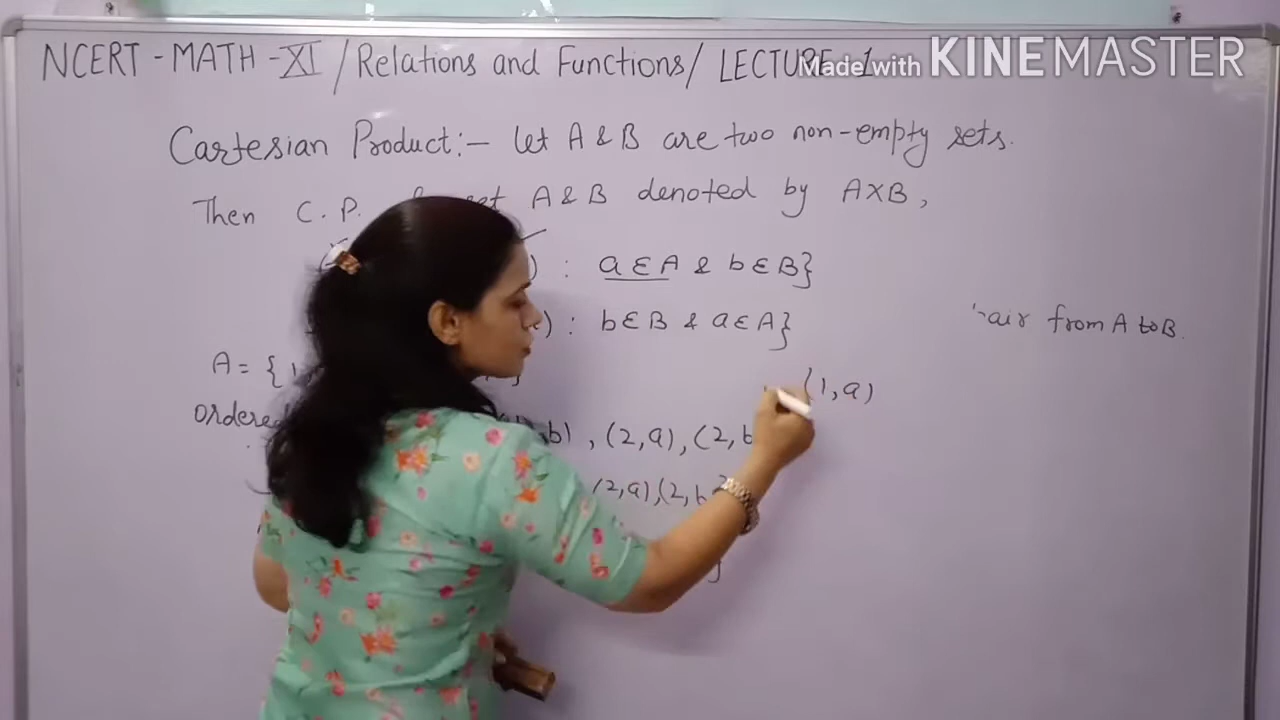 NCERT - MATH - XI / Relations and Functions / LECTURE 1
Made with KINEMASTER
Cartesian Product:- Let A & B are two non-empty sets.
Then C.P. set A & B denoted by A×B,
) : a∈A & b∈B}
) : b∈B & a∈A}
air from A to B.
A = {1,
(1,a)
ordered b), (2,a), (2,b
(2,a),(2,b